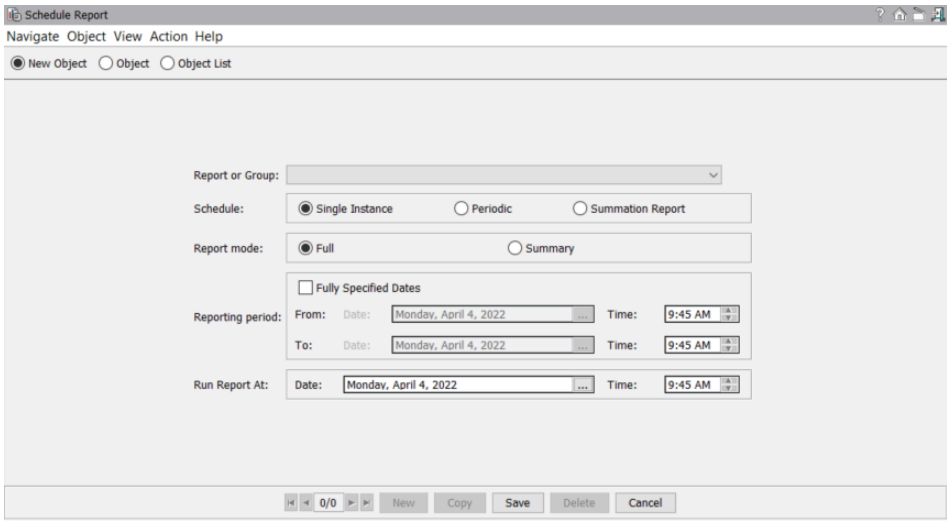 Schedule Report
Navigate Object View Action Help
New Object Object Object List
Report or Group:
Schedule: Single Instance Periodic Summation Report
Report mode: Full Summary
Fully Specified Dates
Reporting period: From: Date: Monday, April 4, 2022 ... Time: 9:45 AM
To: Date: Monday, April 4, 2022 ... Time: 9:45 AM
Run Report At: Date: Monday, April 4, 2022 ... Time: 9:45 AM
0/0 New Copy Save Delete Cancel